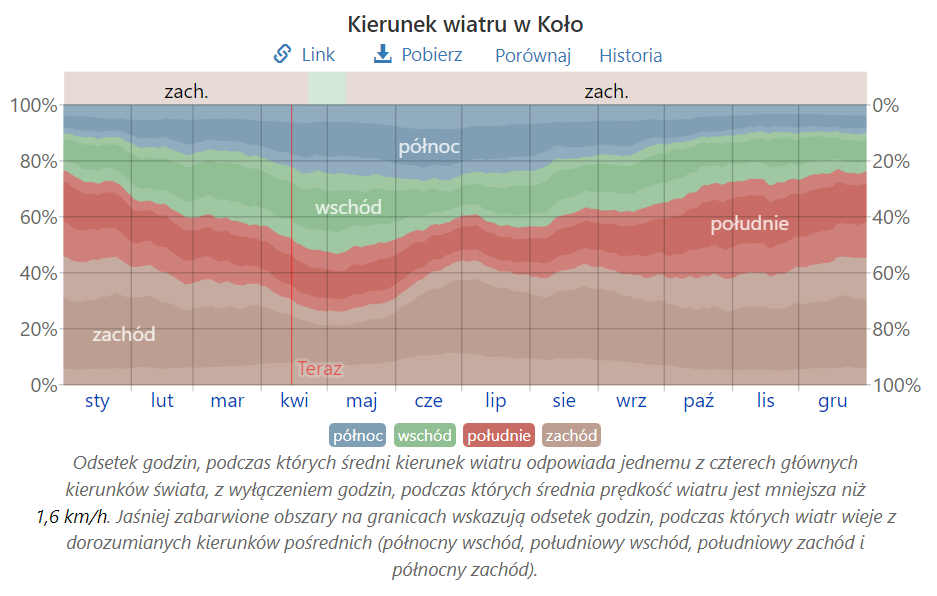 Kierunek wiatru w Koło
Link Pobierz Porównaj Historia
zach. zach.
100% 0%
północ
80% 20%
wschód
60% 40%
południe
40% 60%
zachód
20% 80%
Teraz
0% 100%
sty lut mar kwi maj cze lip sie wrz paź lis gru
północ wschód południe zachód
Odsetek godzin, podczas których średni kierunek wiatru odpowiada jednemu z czterech głównych
kierunków świata, z wyłączeniem godzin, podczas których średnia prędkość wiatru jest mniejsza niż
1,6 km/h. Jaśniej zabarwione obszary na granicach wskazują odsetek godzin, podczas których wiatr wieje z
dorozumianych kierunków pośrednich (północny wschód, południowy wschód, południowy zachód i
północny zachód).